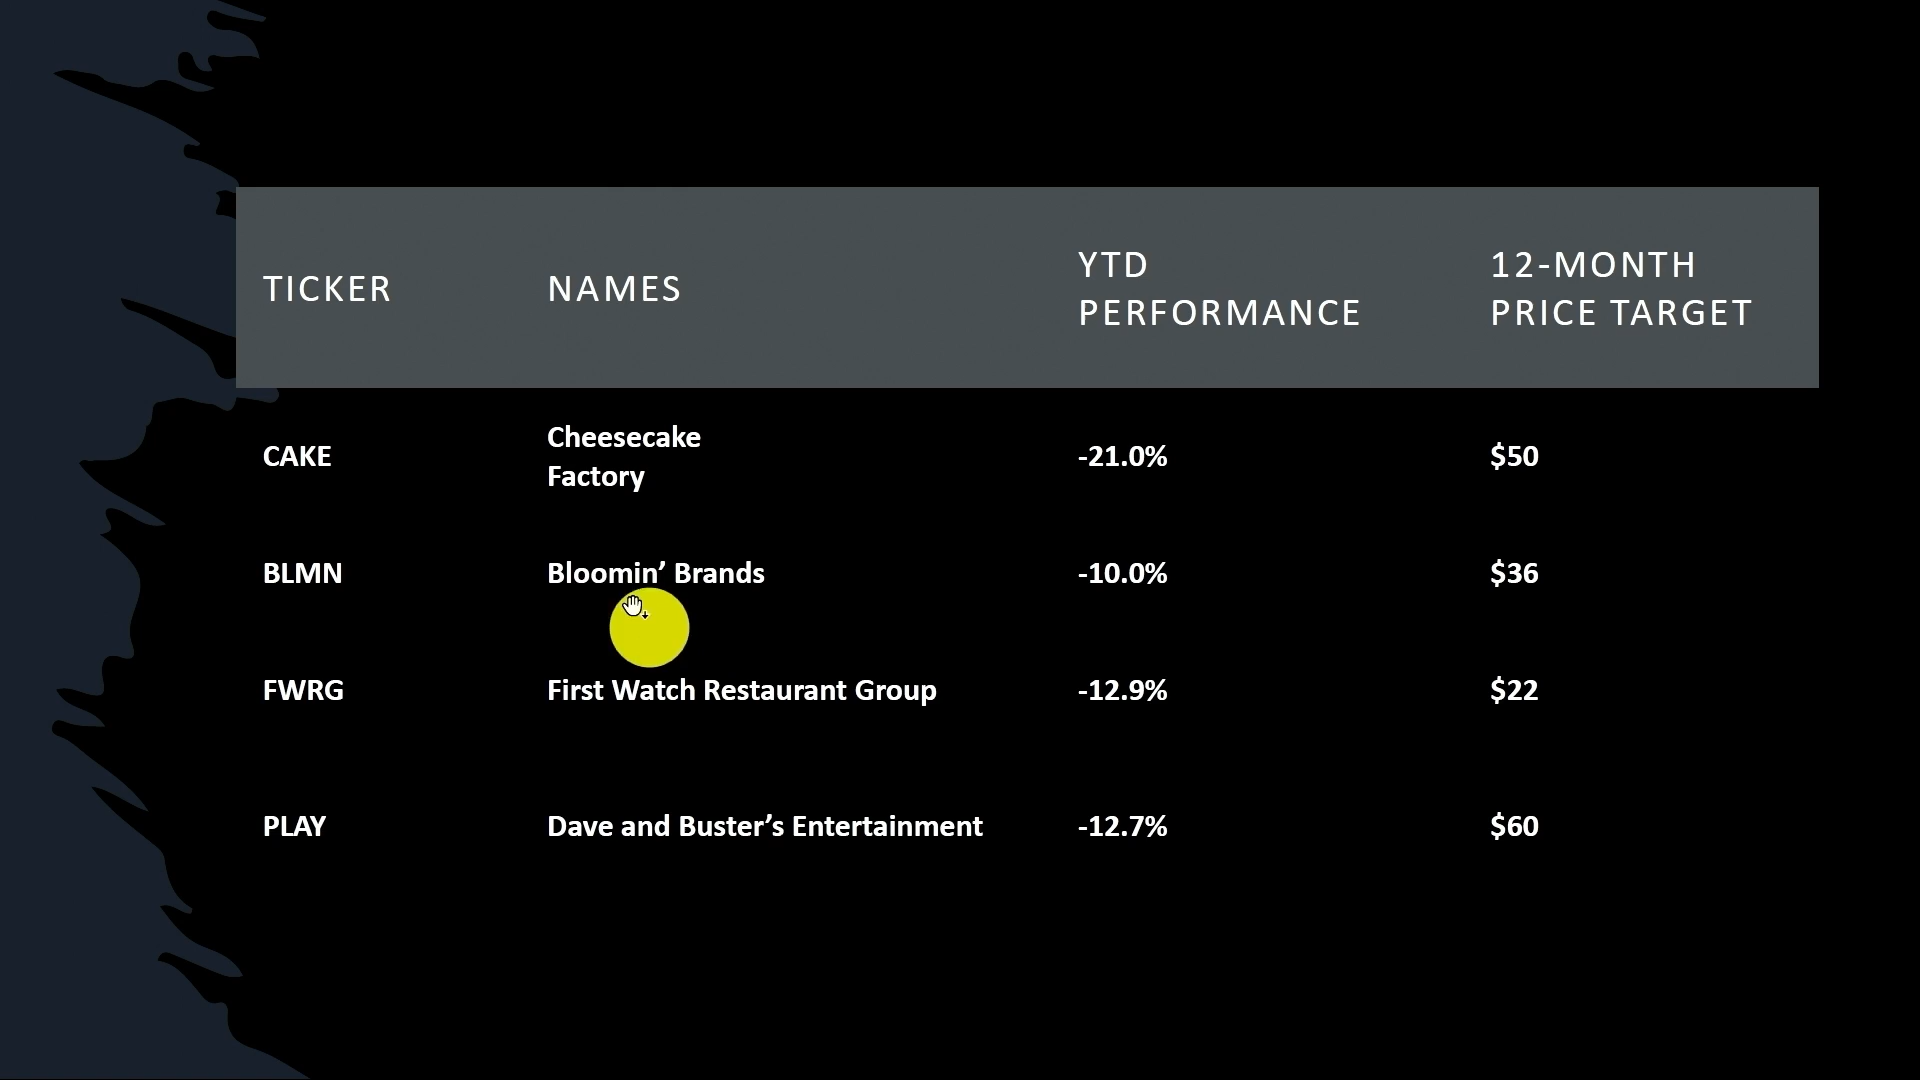 TICKER
NAMES
YTD
PERFORMANCE
12-MONTH
PRICE TARGET
CAKE
Cheesecake
Factory
-21.0%
$50
BLMN
Bloomin’ Brands
-10.0%
$36
FWRG
First Watch Restaurant Group
-12.9%
$22
PLAY
Dave and Buster’s Entertainment
-12.7%
$60